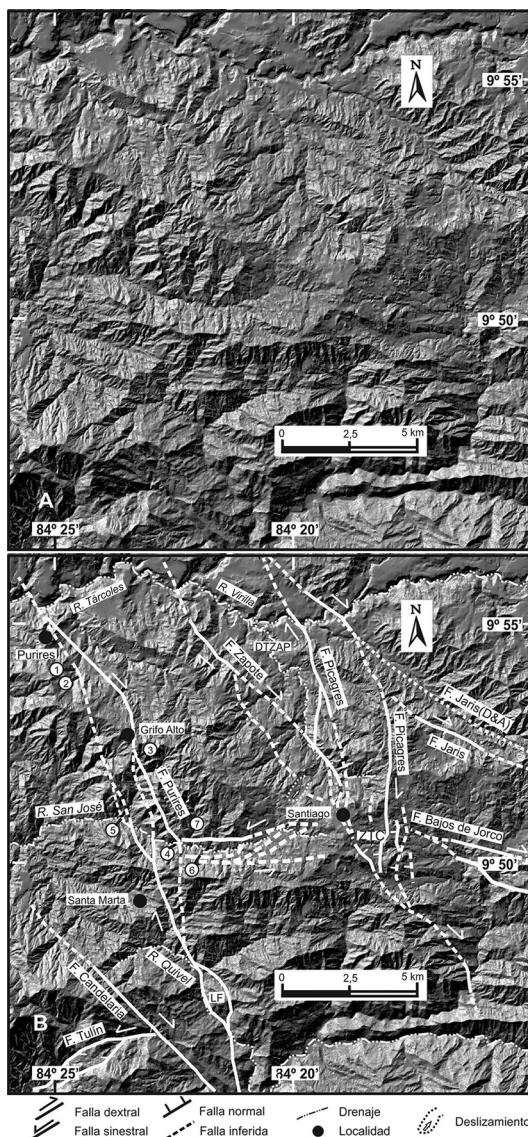 N
9º 55'
9º 50'
0 2,5 5 km
A
84º 25' 84º 20'
R. Tárcoles
R. Virilla
N
9º 55'
Purires
1
2
DTZAP
F. Zapote
F. Picagres
F. Jaris(D&A)
Grifo Alto
3
F. Picagres
F. Jaris
F. Purires
R. San José
7
Santiago
F. Bajos de Jorco
5
4
ZTC
9º 50'
6
Santa Marta
R. Quivel
F. Candelaria
LF
0 2,5 5 km
B
F. Tulín
84º 25' 84º 20'
Falla dextral Falla normal Drenaje Deslizamiento
Falla sinestral Falla inferida Localidad